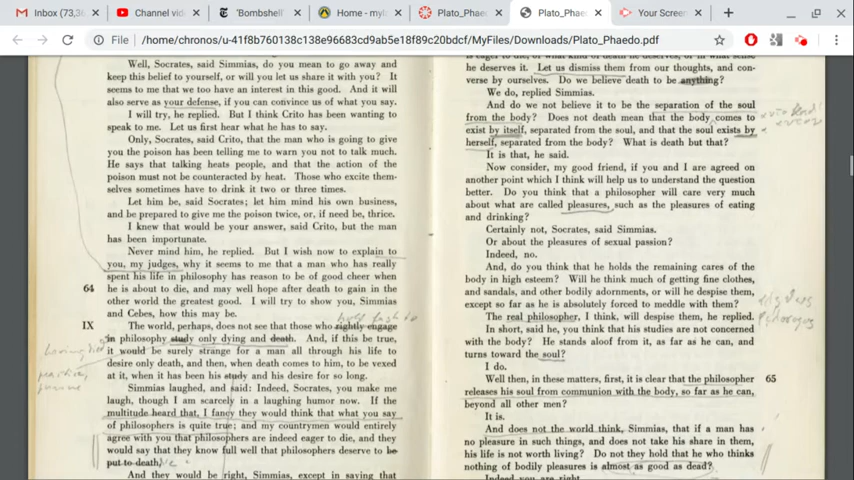 Inbox (73,3
Channel vide
'Bombshell'
Home - myla
Plato_Phaed
Plato_Phaed
Your Screen
File
/home/chronos/u-41f8b760138c138e96683cd9ab5e18f89c20bdcf/MyFiles/Downloads/Plato_Phaedo.pdf
Well, Socrates, said Simmias, do you mean to go away and
keep this belief to yourself, or will you let us share it with you? It
seems to me that we too have an interest in this good. And it will
also serve as your defense, if you can convince us of what you say.
I will try, he replied. But I think Crito has been wanting to
speak to me. Let us first hear what he has to say.
Only, Socrates, said Crito, that the man who is going to give
you the poison has been telling me to warn you not to talk much.
He says that talking heats people, and that the action of the
poison must not be counteracted by heat. Those who excite them-
selves sometimes have to drink it two or three times.
Let him be, said Socrates; let him mind his own business,
and be prepared to give me the poison twice, or, if need be, thrice.
I knew that would be your answer, said Crito, but the man
has been importunate.
Never mind him, he replied. But I wish now to explain to
you, my judges, why it seems to me that a man who has really
spent his life in philosophy has reason to be of good cheer when
64 he is about to die, and may well hope after death to gain in the
other world the greatest good. I will try to show you, Simmias
and Cebes, how this may be.
hold fast to
IX The world, perhaps, does not see that those who rightly engage
in philosophy study only dying and death. And, if this be true,
it would be surely strange for a man all through his life to
desire only death, and then, when death comes to him, to be vexed
at it, when it has been his study and his desire for so long.
Simmias laughed, and said: Indeed, Socrates, you make me
laugh, though I am scarcely in a laughing humor now. If the
multitude heard that, I fancy they would think that what you say
of philosophers is quite true; and my countrymen would entirely
agree with you that philosophers are indeed eager to die, and they
would say that they know full well that philosophers deserve to be
put to death,
And they would be right, Simmias, except in saying that
he deserves it. Let us dismiss them from our thoughts, and con-
verse by ourselves. Do we believe death to be anything?
We do, replied Simmias.
And do we not believe it to be the separation of the soul
from the body? Does not death mean that the body comes to
exist by itself, separated from the soul, and that the soul exists by
herself, separated from the body? What is death but that?
It is that, he said.
Now consider, my good friend, if you and I are agreed on
another point which I think will help us to understand the question
better. Do you think that a philosopher will care very much
about what are called pleasures, such as the pleasures of eating
and drinking?
Certainly not, Socrates, said Simmias.
Or about the pleasures of sexual passion?
Indeed, no.
And, do you think that he holds the remaining cares of the
body in high esteem? Will he think much of getting fine clothes,
and sandals, and other bodily adornments, or will he despise them,
except so far as he is absolutely forced to meddle with them?
The real philosopher, I think, will despise them, he replied.
In short, said he, you think that his studies are not concerned
with the body? He stands aloof from it, as far as he can, and
turns toward the soul?
I do.
Well then, in these matters, first, it is clear that the philosopher 65
releases his soul from communion with the body, so far as he can,
beyond all other men?
It is.
And does not the world think, Simmias, that if a man has
no pleasure in such things, and does not take his share in them,
his life is not worth living? Do not they hold that he who thinks
nothing of bodily pleasures is almost as good as dead?
Indeed you are right.